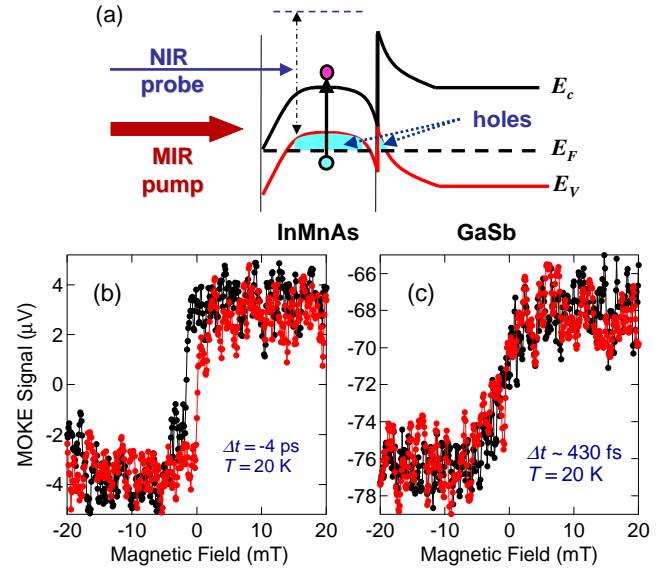 (a)
NIR
probe
MIR
pump
holes
E_c
E_F
E_V
InMnAs
GaSb
(b)
MOKE Signal (μV)
4
2
0
-2
-4
Δt = -4 ps
T = 20 K
-20 -10 0 10 20
Magnetic Field (mT)
(c)
-66
-68
-70
-72
-74
-76
-78
Δt ~ 430 fs
T = 20 K
-20 -10 0 10 20
Magnetic Field (mT)